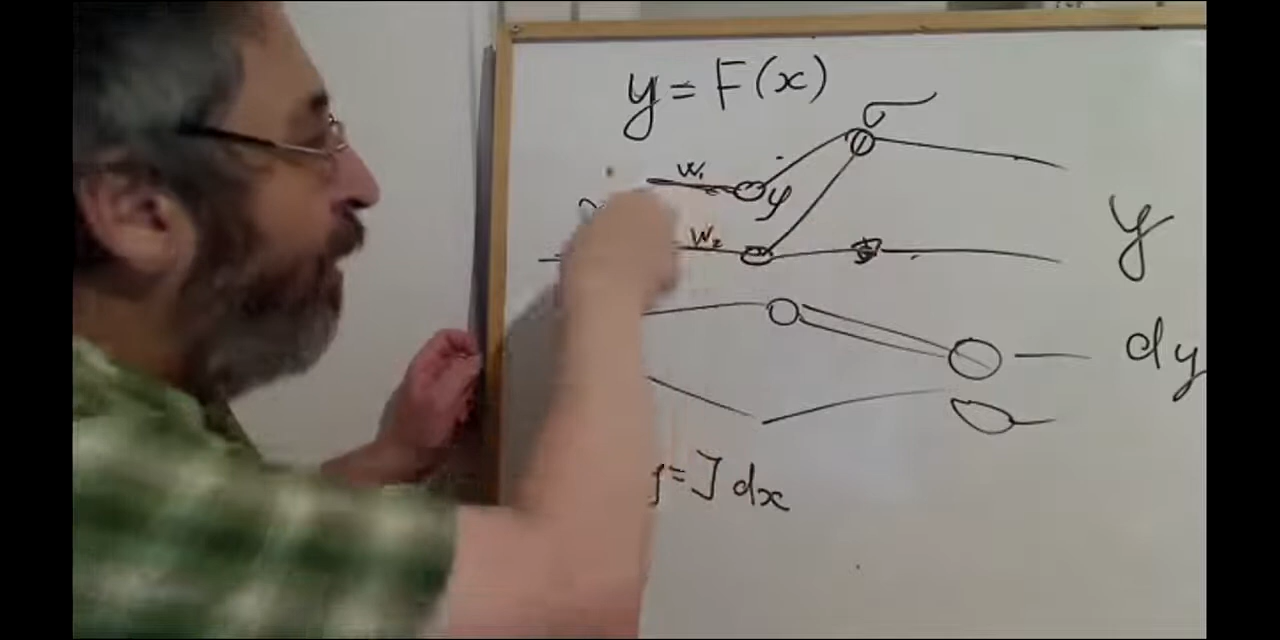 y = F(x)
σ
w₁
φ
w₂
y
dy
= J dx